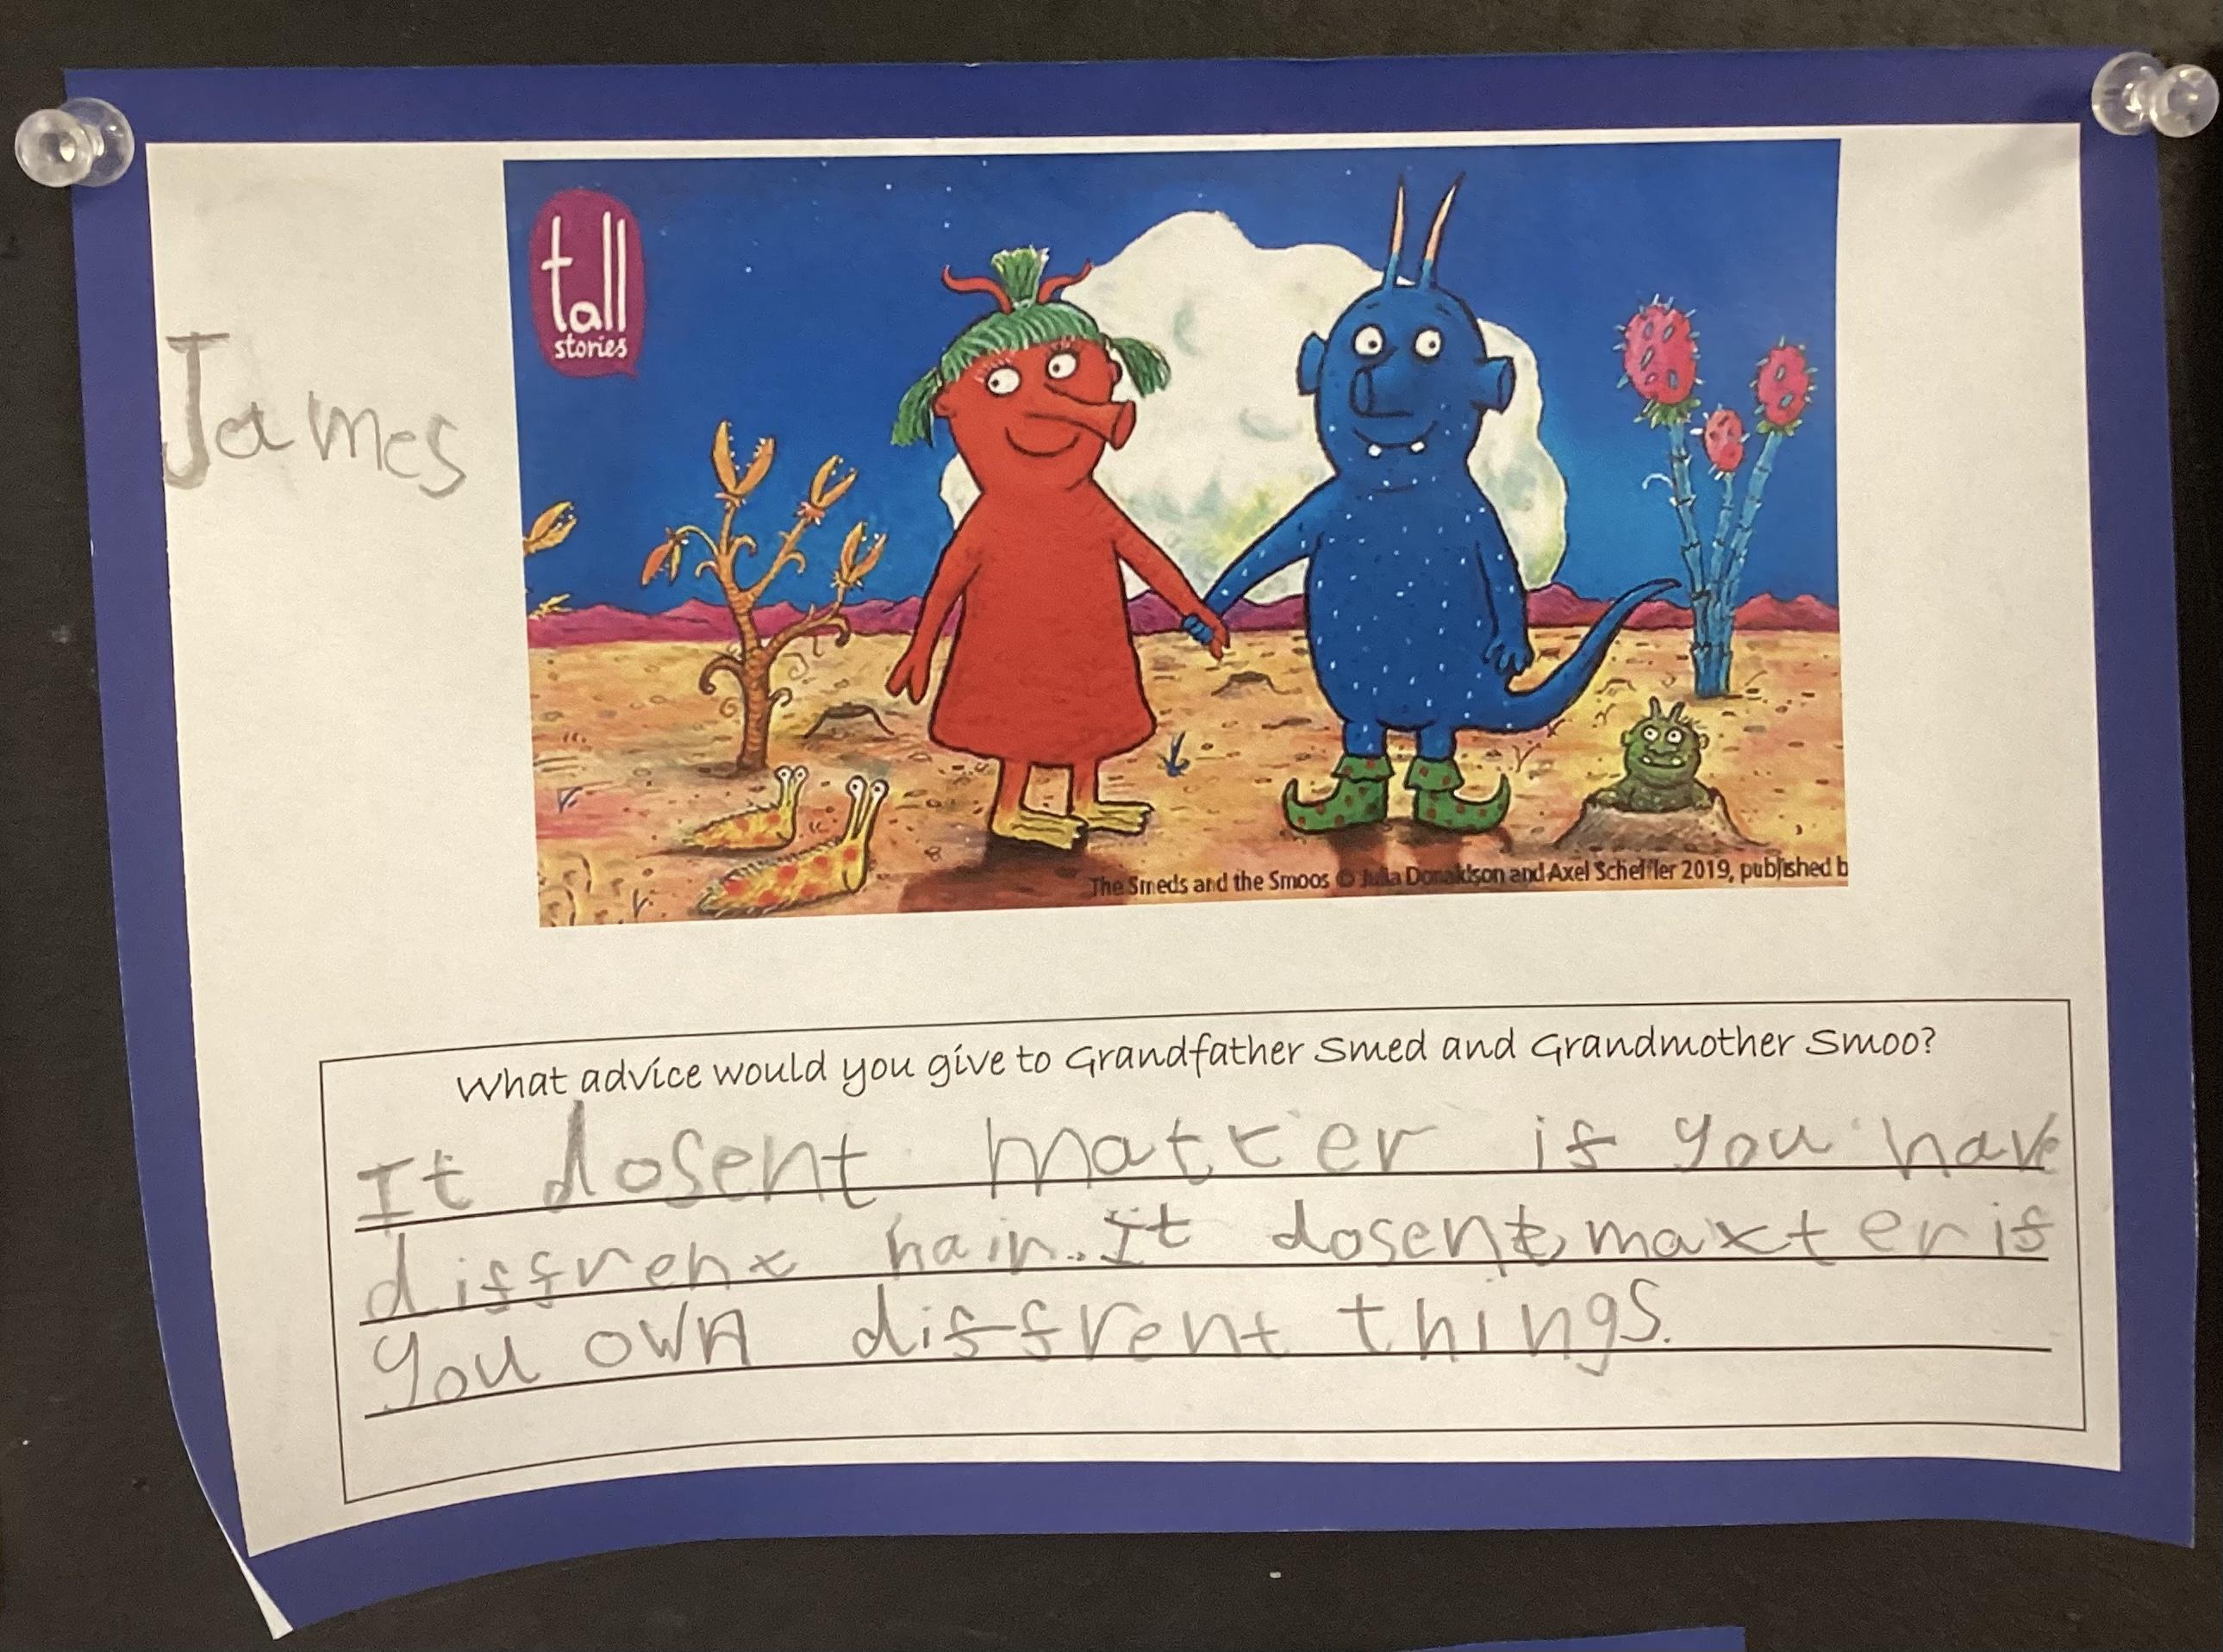 tall
stories
James
The Smeds and the Smoos © Julia Donaldson and Axel Scheffler 2019, published b
What advice would you give to Grandfather Smed and Grandmother Smoo?
It dosent matter if you have
diffrent hair. It dosent matter if
you own diffrent things.